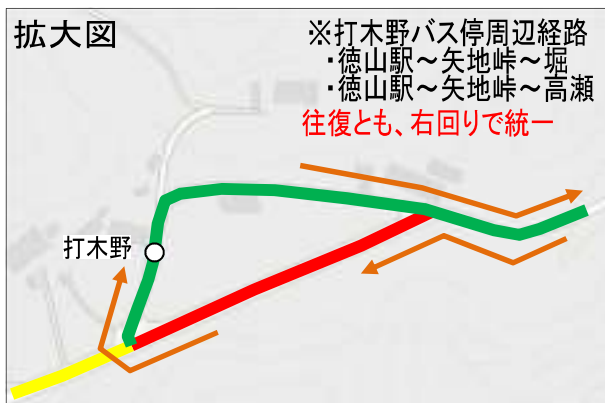 拡大図
※打木野バス停周辺経路
・徳山駅～矢地峠～堀
・徳山駅～矢地峠～高瀬
往復とも、右回りで統一
打木野